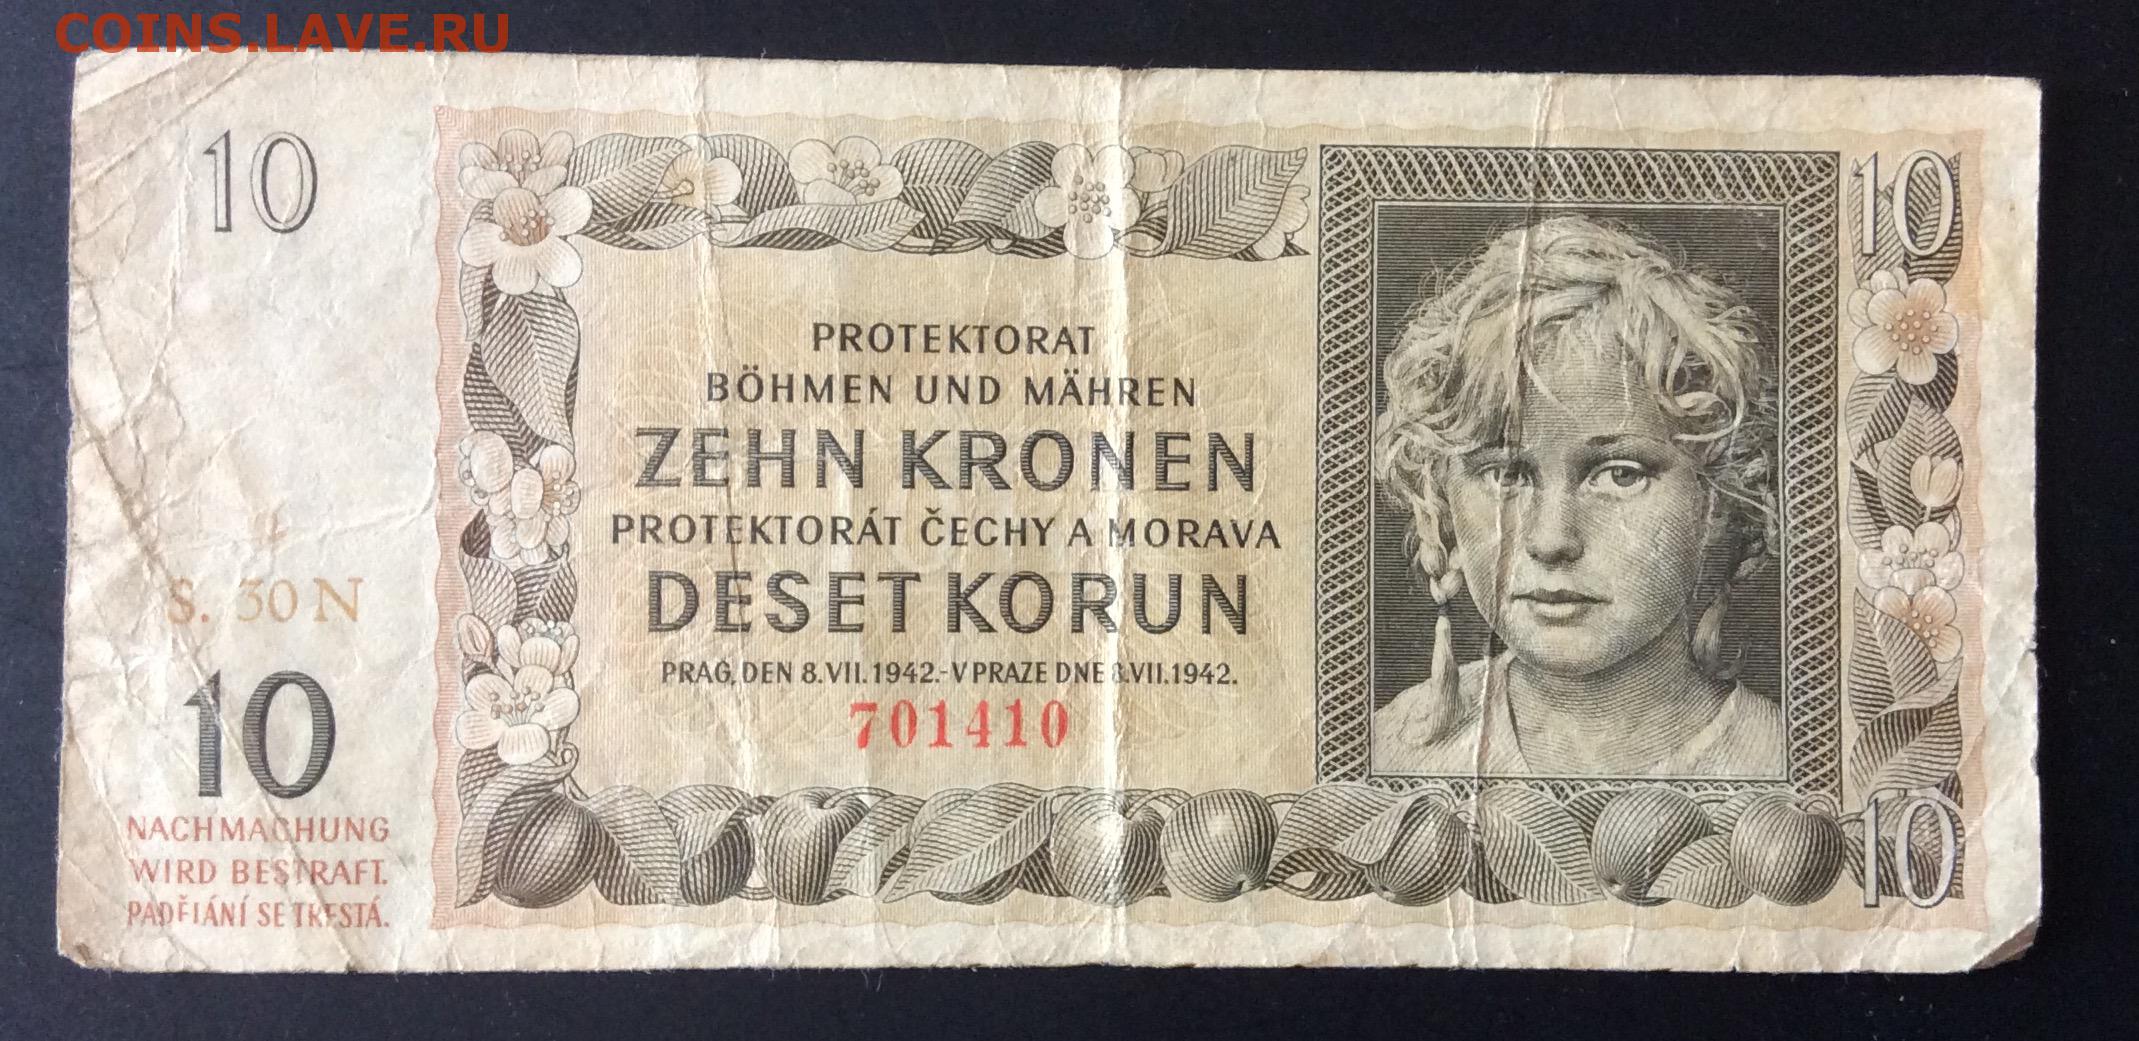 COINS.LAVE.RU
10
10
PROTEKTORAT
BÖHMEN UND MÄHREN
ZEHN KRONEN
PROTEKTORÁT ČECHY A MORAVA
DESET KORUN
PRAG, DEN 8.VII.1942.-V PRAZE DNE 8.VII.1942.
701410
S. 30 N
10
NACHMACHUNG
WIRD BESTRAFT.
PADĚLÁNÍ SE TRESTÁ.
10